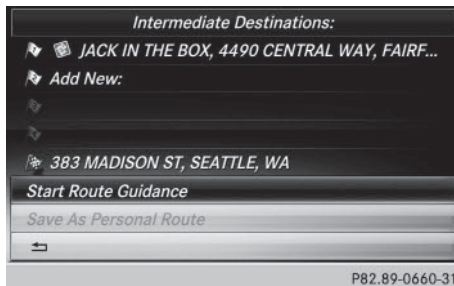 Intermediate Destinations:
JACK IN THE BOX, 4490 CENTRAL WAY, FAIRF...
Add New:
383 MADISON ST, SEATTLE, WA
Start Route Guidance
Save As Personal Route
P82.89-0660-31